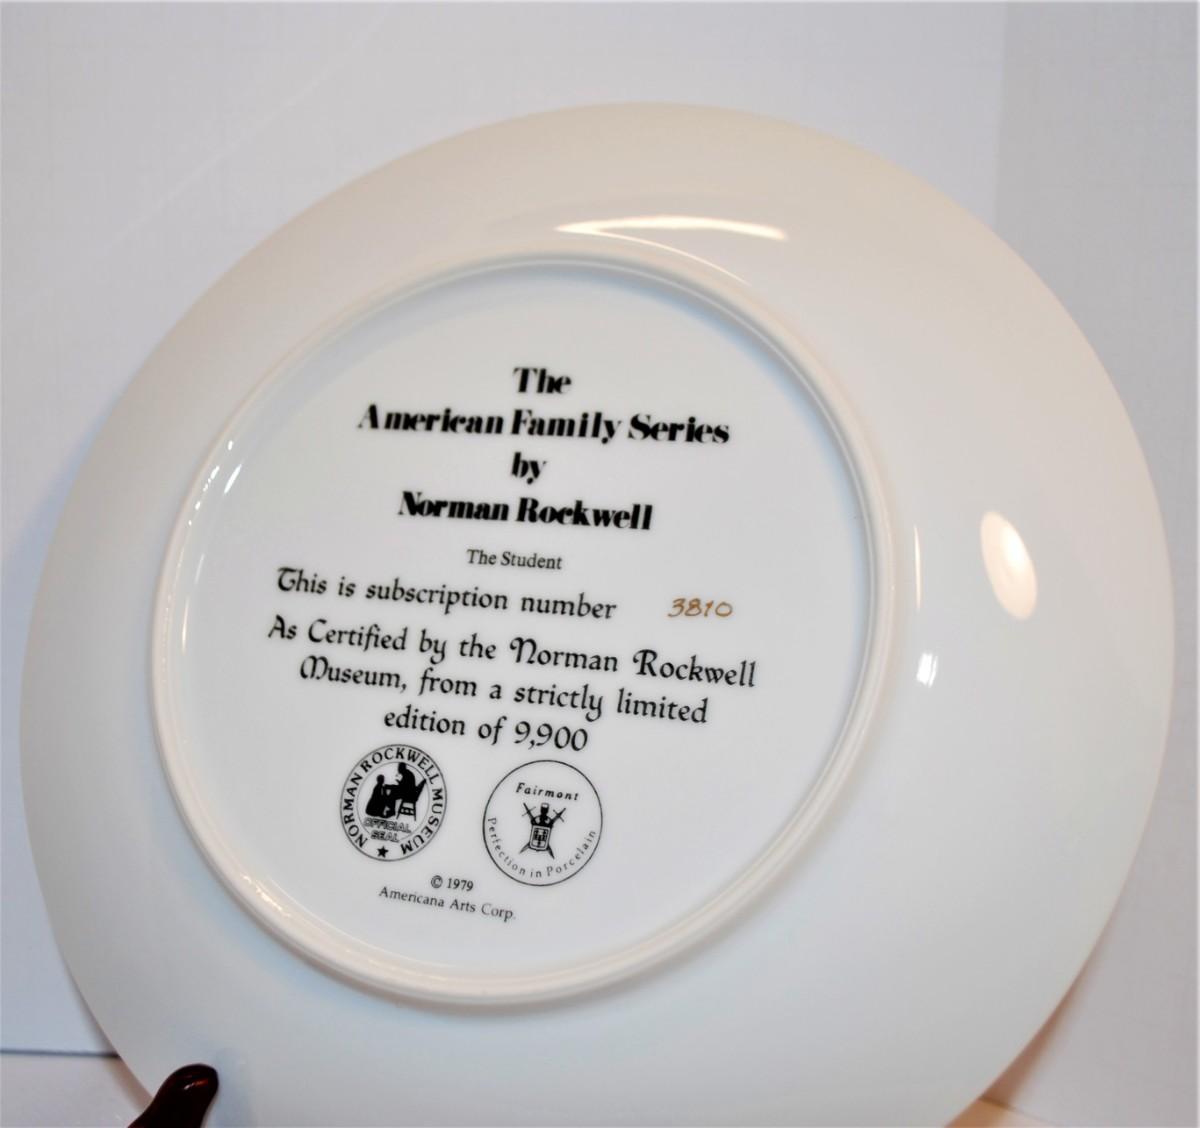 The
American Family Series
by
Norman Rockwell
The Student
This is subscription number 3810
As Certified by the Norman Rockwell
Museum, from a strictly limited
edition of 9,900
NORMAN ROCKWELL MUSEUM
OFFICIAL
SEAL
Fairmont
Perfection in Porcelain
© 1979
Americana Arts Corp.